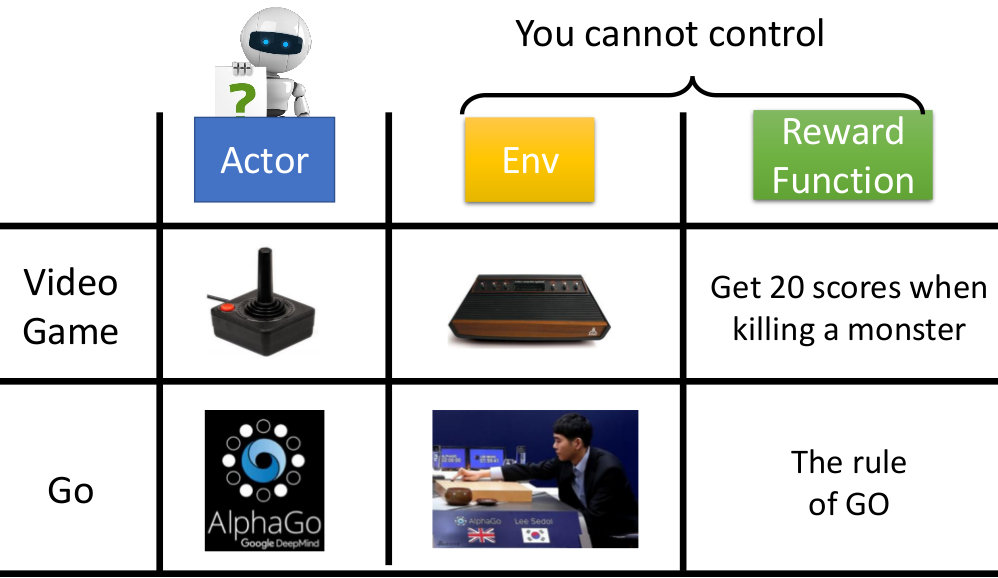 You cannot control
?
Actor
Env
Reward
Function
Video
Game
Get 20 scores when
killing a monster
Go
AlphaGo
Google DeepMind
AlphaGo
Lee Sedol
The rule
of GO